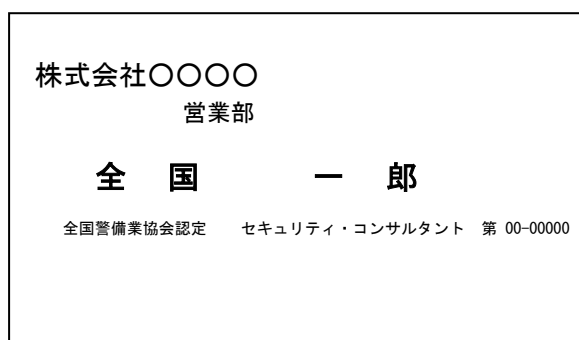 株式会社〇〇〇〇
営業部
全 国 一 郎
全国警備業協会認定 セキュリティ・コンサルタント 第 00-00000